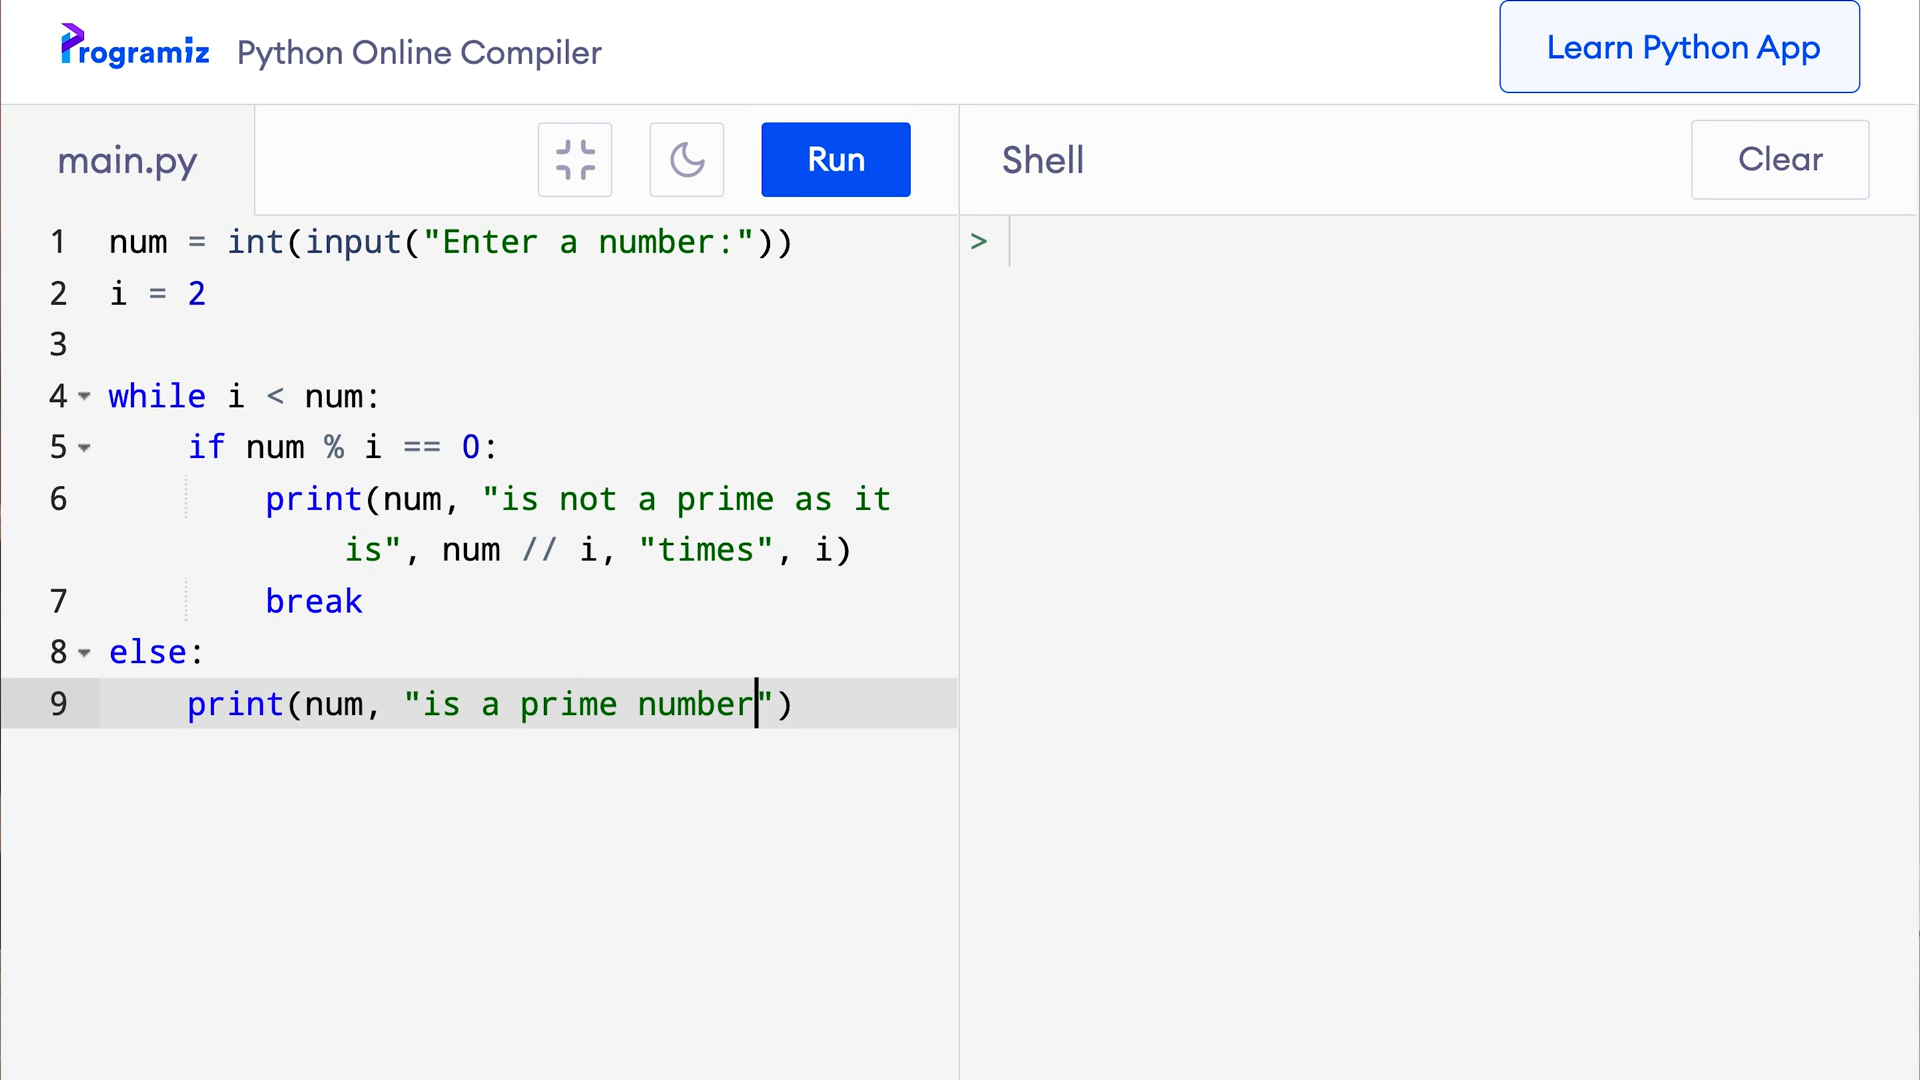 Programiz Python Online Compiler
Learn Python App
main.py
Run
Shell
Clear
1 num = int(input("Enter a number:"))
2 i = 2
3
4 while i < num:
5 if num % i == 0:
6 print(num, "is not a prime as it
is", num // i, "times", i)
7 break
8 else:
9 print(num, "is a prime number")
>